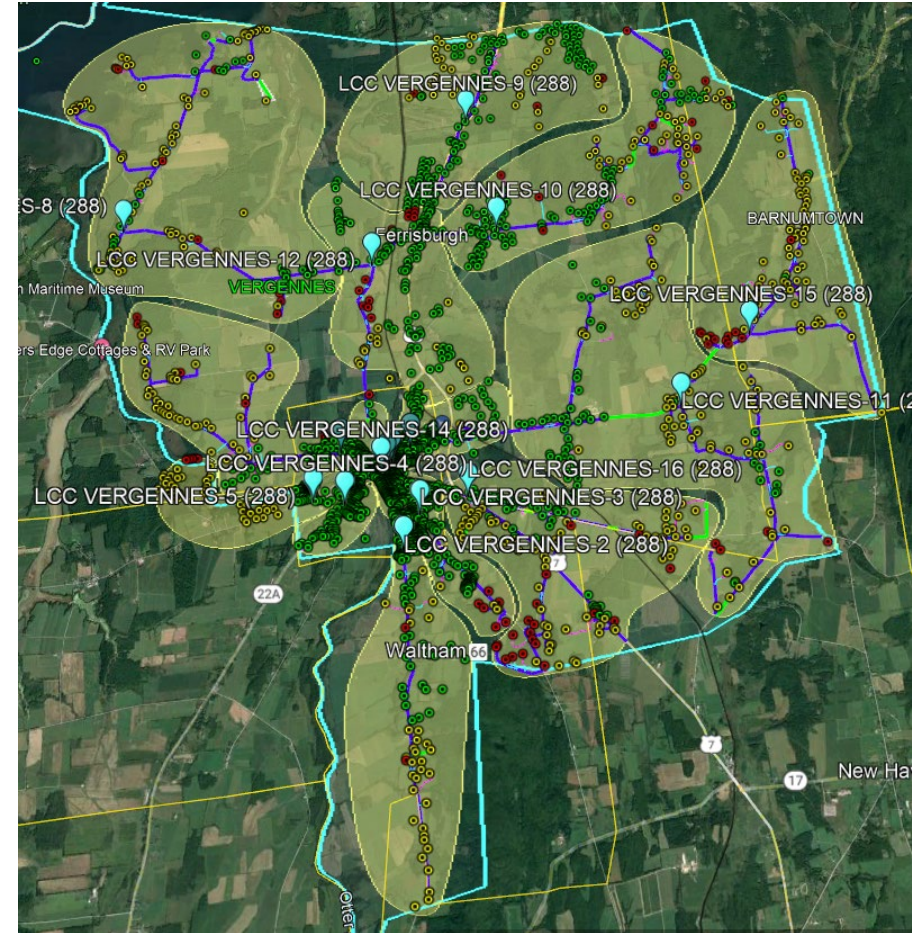 LCC VERGENNES-9 (288)
LCC VERGENNES-10 (288)
ES-8 (288)
BARNUMTOWN
Ferrisburgh
LCC VERGENNES-12 (288)
VERGENNES
n Maritime Museum
LCC VERGENNES-15 (288)
ers Edge Cottages & RV Park
LCC VERGENNES-11 (2
LCC VERGENNES-14 (288)
LCC VERGENNES-4 (288)
LCC VERGENNES-16 (288)
LCC VERGENNES-5 (288)
LCC VERGENNES-3 (288)
LCC VERGENNES-2 (288)
7
22A
Waltham 66
7
17
New Hav
Otter